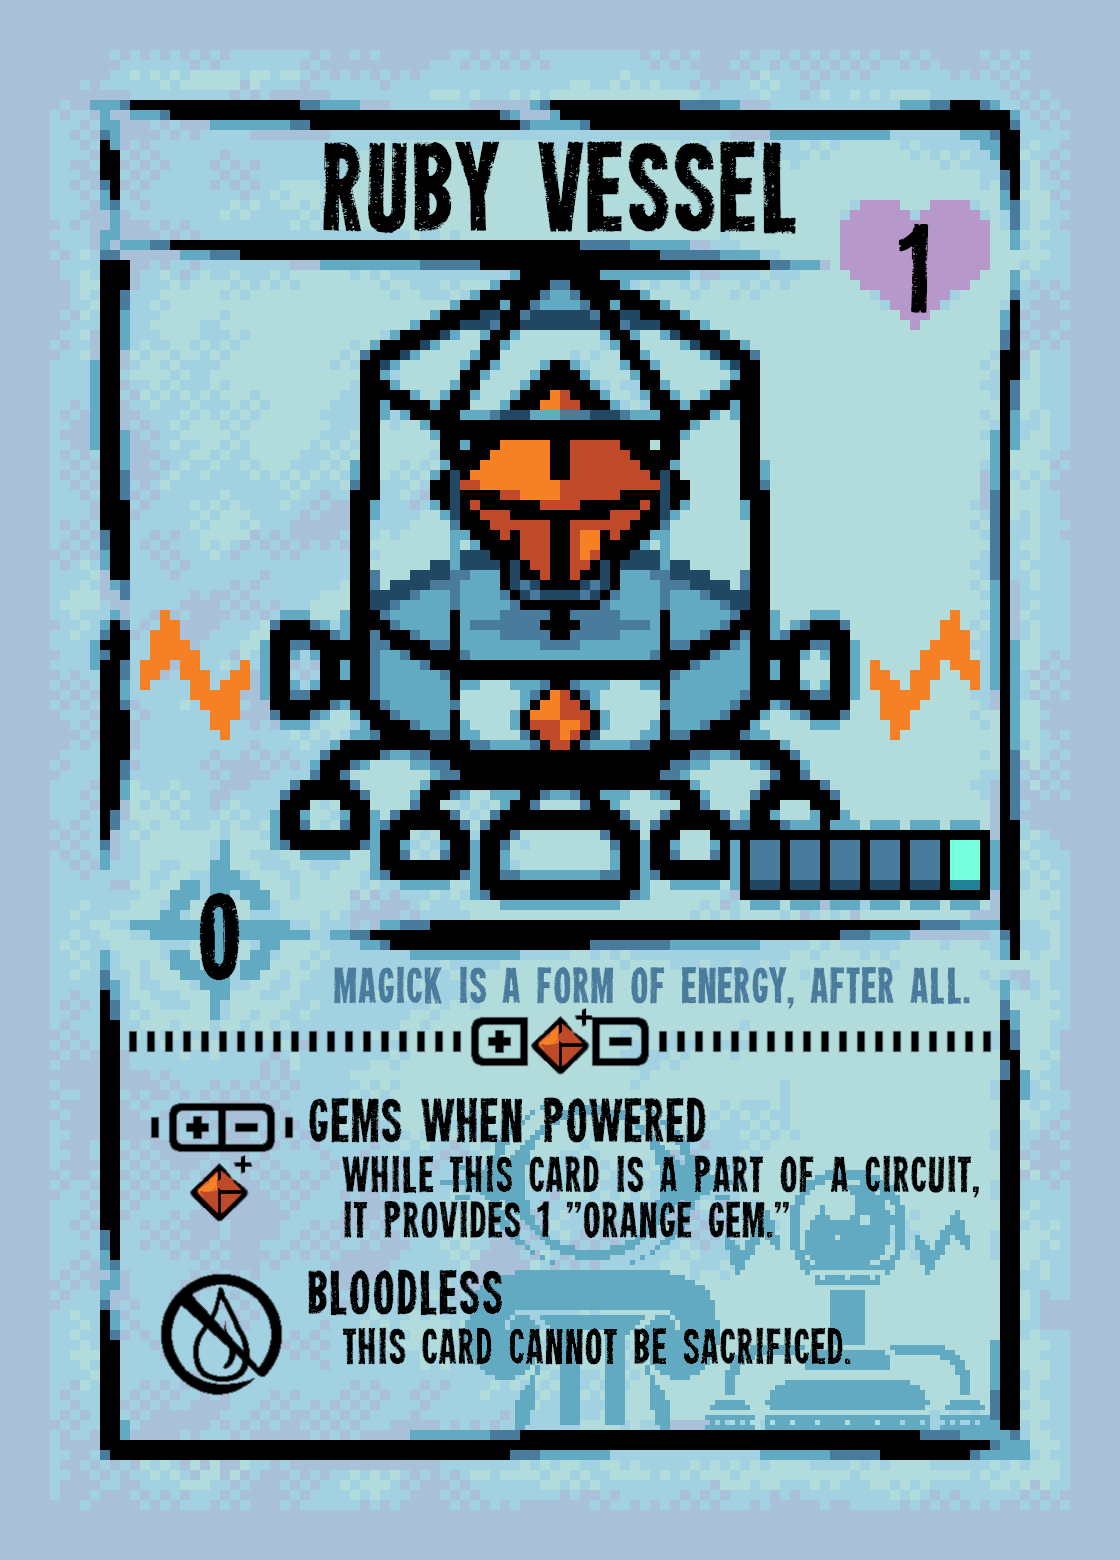 RUBY VESSEL
1
0
MAGICK IS A FORM OF ENERGY, AFTER ALL.
GEMS WHEN POWERED
WHILE THIS CARD IS A PART OF A CIRCUIT,
IT PROVIDES 1 "ORANGE GEM."
BLOODLESS
THIS CARD CANNOT BE SACRIFICED.